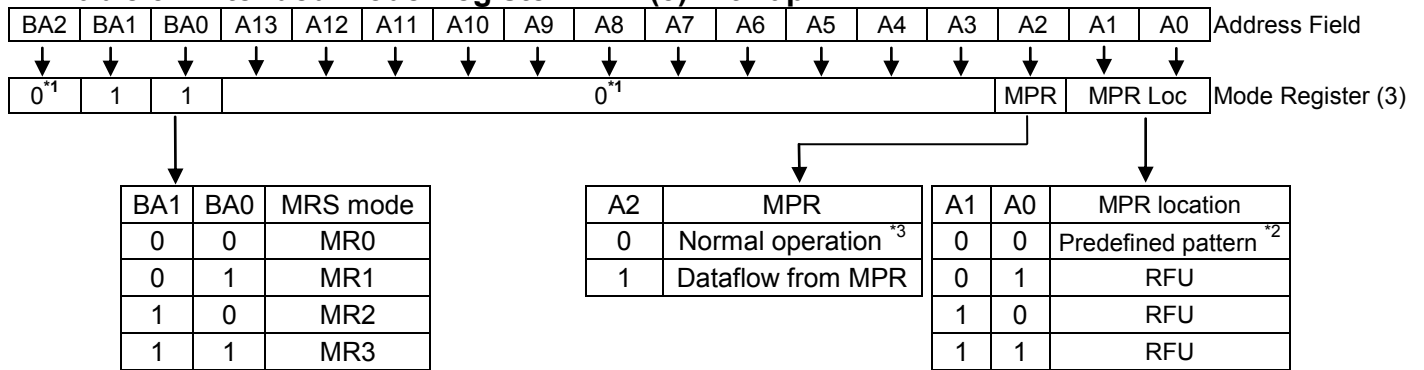 BA2 BA1 BA0 A13 A12 A11 A10 A9 A8 A7 A6 A5 A4 A3 A2 A1 A0 Address Field
0*1 1 1 0*1 MPR MPR Loc Mode Register (3)
BA1 BA0 MRS mode
0 0 MR0
0 1 MR1
1 0 MR2
1 1 MR3
A2 MPR
0 Normal operation *3
1 Dataflow from MPR
A1 A0 MPR location
0 0 Predefined pattern *2
0 1 RFU
1 0 RFU
1 1 RFU